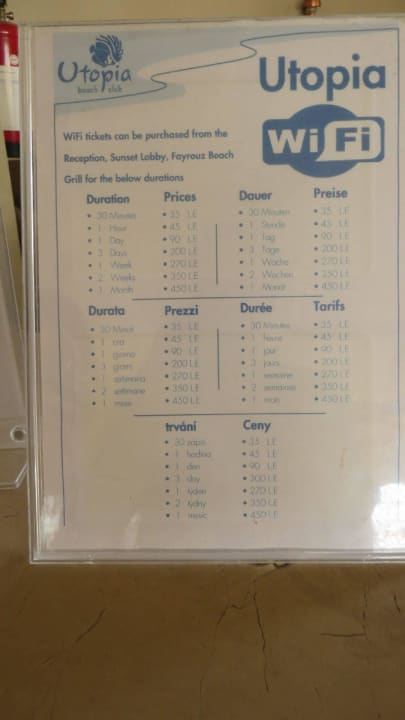 Utopia
beach club
Utopia
WiFi
WiFi tickets can be purchased from the
Reception, Sunset Lobby, Fayrouz Beach
Grill for the below durations
Duration Prices
• 30 Minutes • 35 LE
• 1 Hour • 45 LE
• 1 Day • 90 LE
• 3 Days • 200 LE
• 1 Week • 270 LE
• 2 Weeks • 350 LE
• 1 Month • 450 LE
Dauer Preise
• 30 Minuten • 35 LE
• 1 Stunde • 45 LE
• 1 Tag • 90 LE
• 3 Tage • 200 LE
• 1 Woche • 270 LE
• 2 Wochen • 350 LE
• 1 Monat • 450 LE
Durata Prezzi
• 30 Minuti • 35 LE
• 1 ora • 45 LE
• 1 giorno • 90 LE
• 3 giorni • 200 LE
• 1 settimana • 270 LE
• 2 settimane • 350 LE
• 1 mese • 450 LE
Durée Tarifs
• 30 Minutes • 35 LE
• 1 heure • 45 LE
• 1 jour • 90 LE
• 3 jours • 200 LE
• 1 semaine • 270 LE
• 2 semaines • 350 LE
• 1 mois • 450 LE
trvání Ceny
• 30 • 35 LE
• 1 hodina • 45 LE
• 1 den • 90 LE
• 3 dny • 200 LE
• 1 týden • 270 LE
• 2 týdny • 350 LE
• 1 mesic • 450 LE